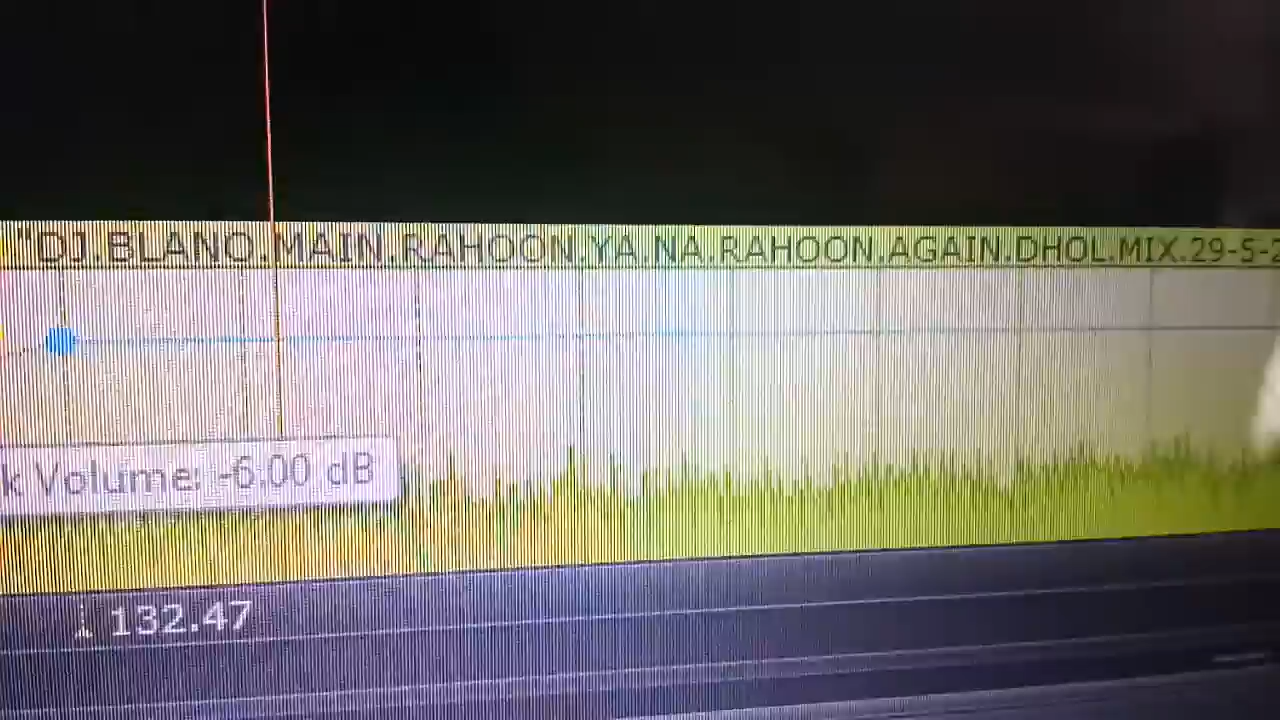 "DJ.BLANO.MAIN.RAHOON.YA.NA.RAHOON.AGAIN.DHOL.MIX.29-5-2
k Volume: -6.00 dB
132.47